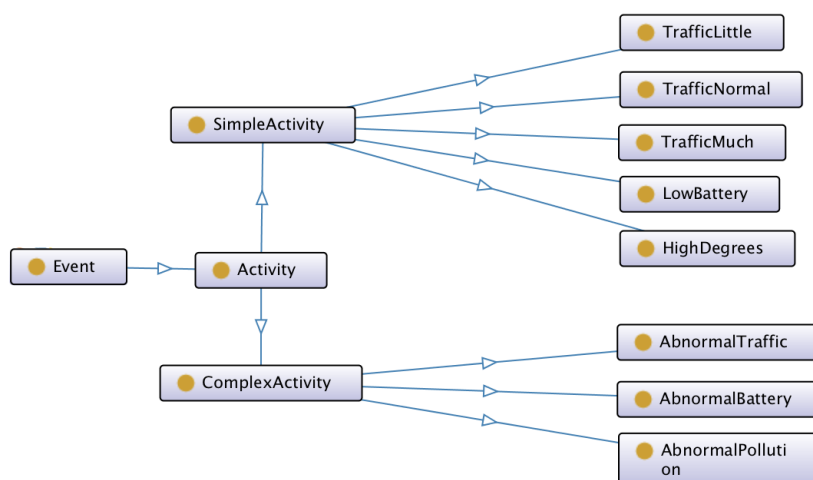 TrafficLittle
TrafficNormal
SimpleActivity
TrafficMuch
LowBattery
HighDegrees
Event
Activity
AbnormalTraffic
ComplexActivity
AbnormalBattery
AbnormalPolluti
on